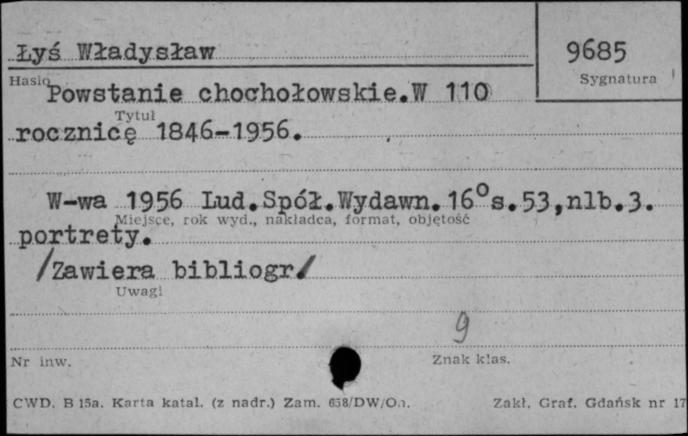 Łyś Władysław
9685
Hasło
Sygnatura
Powstanie chochołowskie.W 110
Tytuł
rocznicę 1846-1956.
W-wa 1956 Lud.Spół.Wydawn.16°s.53,nlb.3.
Miejsce, rok wyd., nakładca, format, objętość
portrety.
/Zawiera bibliogr/
Uwagi
9
Nr inw.
Znak klas.
CWD. B 15a. Karta katal. (z nadr.) Zam. 658/DW/On.
Zakł. Graf. Gdańsk nr 17